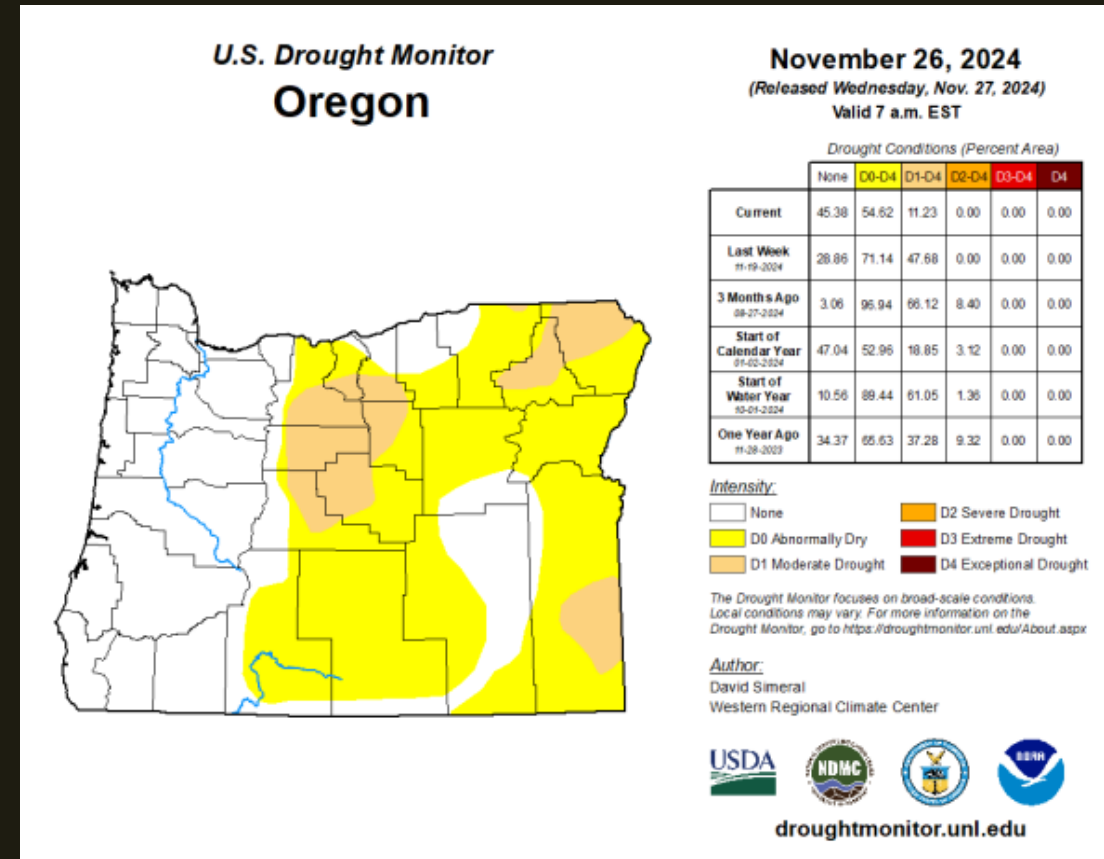 U.S. Drought Monitor
Oregon
November 26, 2024
(Released Wednesday, Nov. 27, 2024)
Valid 7 a.m. EST
Drought Conditions (Percent Area)
None D0-D4 D1-D4 D2-D4 D3-D4 D4
Current 45.38 54.62 11.23 0.00 0.00 0.00
Last Week
11-19-2024
28.86 71.14 47.68 0.00 0.00 0.00
3 Months Ago
08-27-2024
3.06 96.94 66.12 8.40 0.00 0.00
Start of
Calendar Year
01-02-2024
47.04 52.96 18.85 3.12 0.00 0.00
Start of
Water Year
10-01-2024
10.56 89.44 61.05 1.36 0.00 0.00
One Year Ago
11-28-2023
34.37 65.63 37.28 9.32 0.00 0.00
Intensity:
None
D0 Abnormally Dry
D1 Moderate Drought
D2 Severe Drought
D3 Extreme Drought
D4 Exceptional Drought
The Drought Monitor focuses on broad-scale conditions.
Local conditions may vary. For more information on the
Drought Monitor, go to https://droughtmonitor.unl.edu/About.aspx
Author:
David Simeral
Western Regional Climate Center
USDA
NDMC
NOAA
droughtmonitor.unl.edu